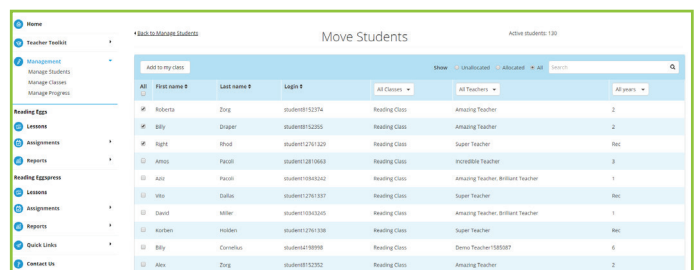 Home
Teacher Toolkit
Management
Manage Students
Manage Classes
Manage Progress
Reading Eggs
Lessons
Assignments
Reports
Reading Eggspress
Lessons
Assignments
Reports
Quick Links
Contact Us
Back to Manage Students
Move Students
Active students: 130
Add to my class
Show Unallocated Allocated All Search
All First name Last name Login All Classes All Teachers All years
Roberta Zorg student8152374 Reading Class Amazing Teacher 2
Billy Draper student8152355 Reading Class Amazing Teacher 2
Right Rhod student12761329 Reading Class Super Teacher Rec
Amos Pacoli student12810663 Reading Class Incredible Teacher 3
Aziz Pacoli student10943242 Reading Class Amazing Teacher, Brilliant Teacher 1
Vito Dallas student12761337 Reading Class Super Teacher Rec
David Miller student10943245 Reading Class Amazing Teacher, Brilliant Teacher 1
Korben Holden student12761338 Reading Class Super Teacher Rec
Billy Cornelius student4198998 Reading Class Demo Teacher1585087 6
Alex Zorg student8152352 Reading Class Amazing Teacher 2